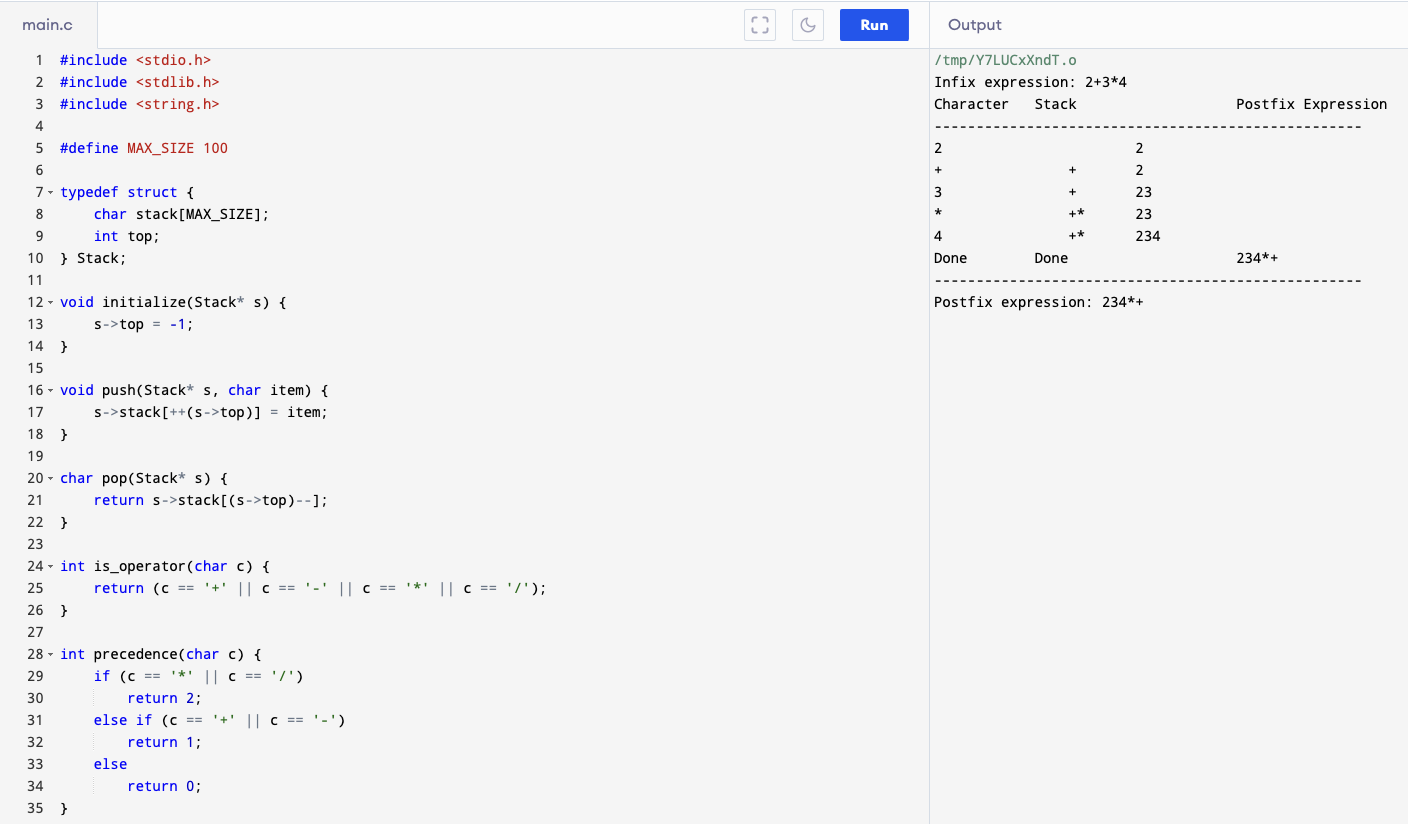 main.c
Run
Output
1 #include <stdio.h>
2 #include <stdlib.h>
3 #include <string.h>
4
5 #define MAX_SIZE 100
6
7 typedef struct {
8     char stack[MAX_SIZE];
9     int top;
10 } Stack;
11
12 void initialize(Stack* s) {
13     s->top = -1;
14 }
15
16 void push(Stack* s, char item) {
17     s->stack[++(s->top)] = item;
18 }
19
20 char pop(Stack* s) {
21     return s->stack[(s->top)--];
22 }
23
24 int is_operator(char c) {
25     return (c == '+' || c == '-' || c == '*' || c == '/');
26 }
27
28 int precedence(char c) {
29     if (c == '*' || c == '/')
30         return 2;
31     else if (c == '+' || c == '-')
32         return 1;
33     else
34         return 0;
35 }
/tmp/Y7LUCxXndT.o
Infix expression: 2+3*4
Character   Stack                   Postfix Expression
---------------------------------------------------
2                       2
+               +       2
3               +       23
*               +*      23
4               +*      234
Done        Done                    234*+
---------------------------------------------------
Postfix expression: 234*+